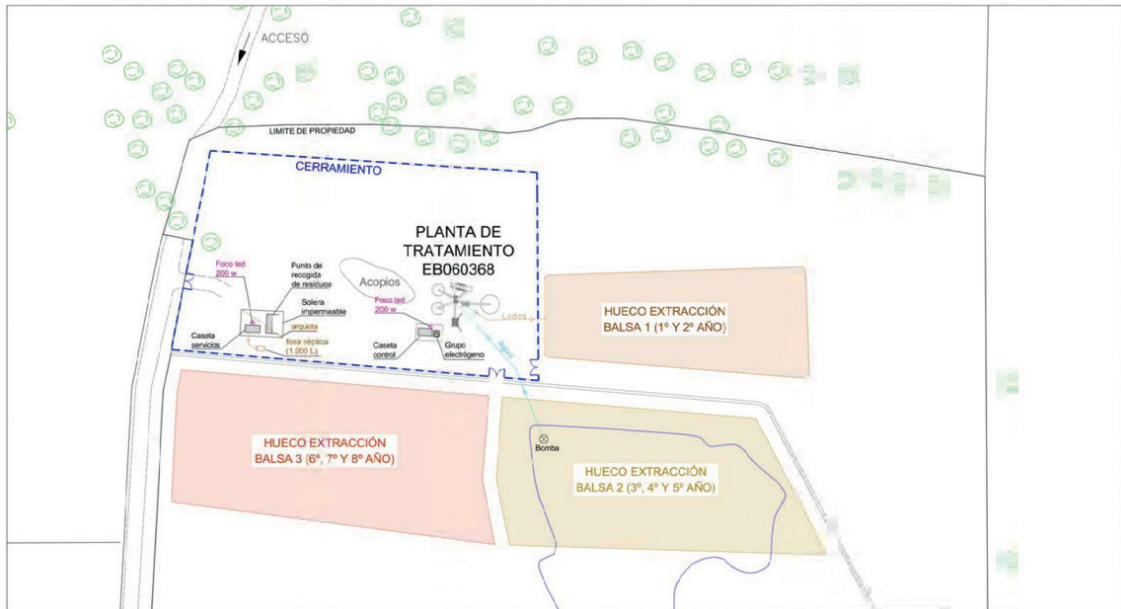 ACCESO
LIMITE DE PROPIEDAD
CERRAMIENTO
PLANTA DE
TRATAMIENTO
EB060368
Foco led
200 w
Punto de
recogida
de residuos
Solera
impermeable
arqueta
fosa séptica
(1.000 L)
Caseta
servicios
Acopios
Foco led
200 w
Caseta
control
Grupo
electrógeno
Lodos
Agua
HUECO EXTRACCIÓN
BALSA 1 (1º Y 2º AÑO)
HUECO EXTRACCIÓN
BALSA 3 (6º, 7º Y 8º AÑO)
Bomba
HUECO EXTRACCIÓN
BALSA 2 (3º, 4º Y 5º AÑO)